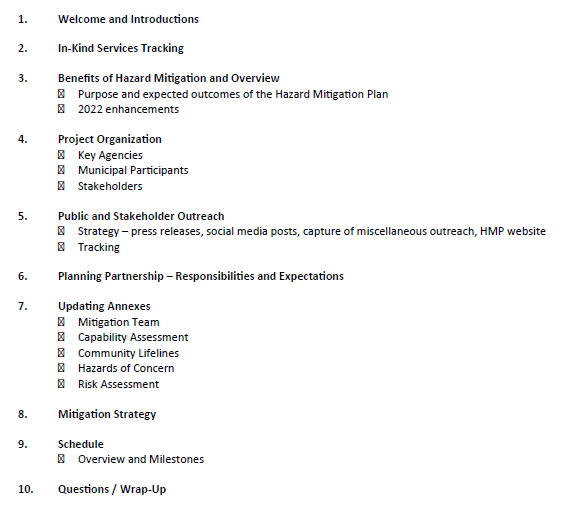 1. Welcome and Introductions
2. In-Kind Services Tracking
3. Benefits of Hazard Mitigation and Overview
☒ Purpose and expected outcomes of the Hazard Mitigation Plan
☒ 2022 enhancements
4. Project Organization
☒ Key Agencies
☒ Municipal Participants
☒ Stakeholders
5. Public and Stakeholder Outreach
☒ Strategy – press releases, social media posts, capture of miscellaneous outreach, HMP website
☒ Tracking
6. Planning Partnership – Responsibilities and Expectations
7. Updating Annexes
☒ Mitigation Team
☒ Capability Assessment
☒ Community Lifelines
☒ Hazards of Concern
☒ Risk Assessment
8. Mitigation Strategy
9. Schedule
☒ Overview and Milestones
10. Questions / Wrap-Up